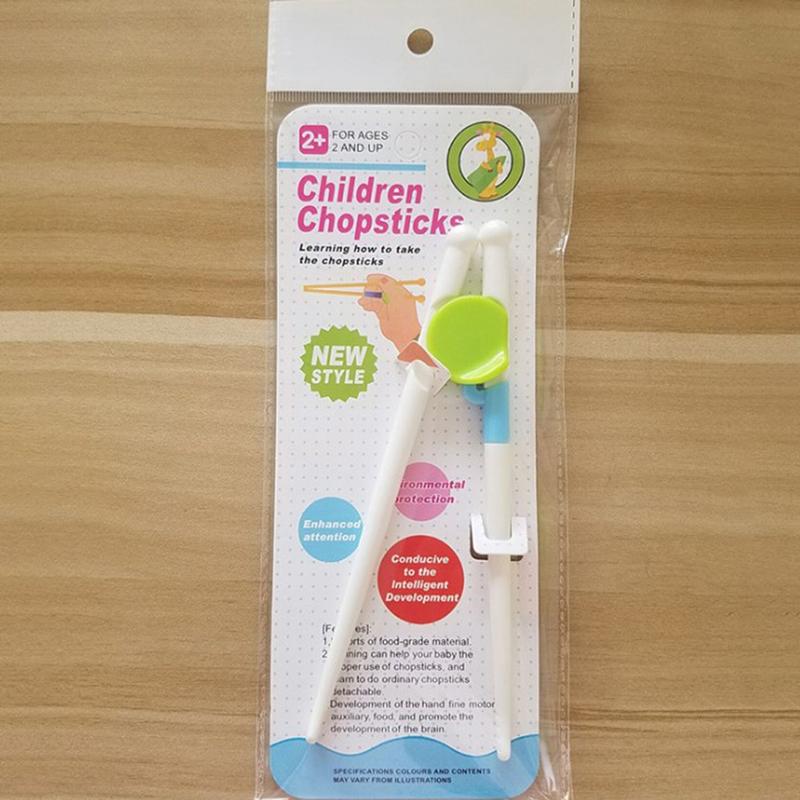 2+
FOR AGES
2 AND UP
Children
Chopsticks
Learning how to take
the chopsticks
NEW
STYLE
Enhanced
attention
Conducive
to the
Intelligent
Development
of food-grade material.
can help your baby the
use of chopsticks, and
to do ordinary chopsticks
detachable.
Development of the hand fine motor
auxiliary, food, and promote the
development of the brain.
SPECIFICATIONS COLOURS AND CONTENTS
MAY VARY FROM ILLUSTRATIONS